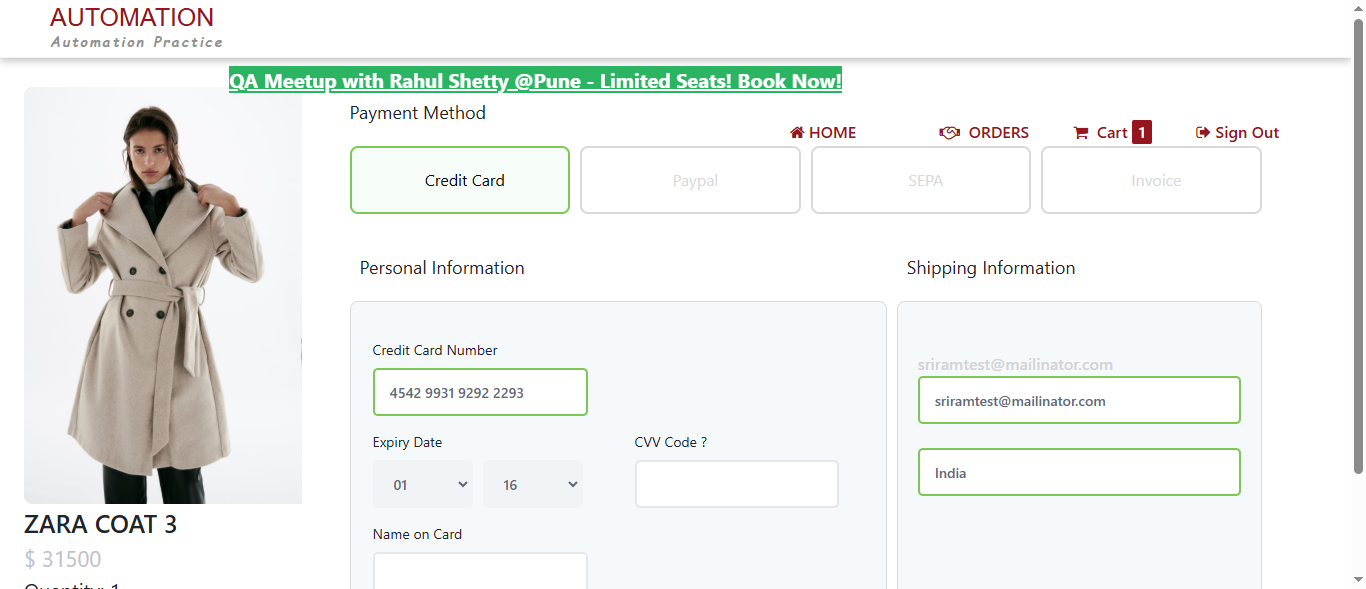 AUTOMATION
Automation Practice
QA Meetup with Rahul Shetty @Pune - Limited Seats! Book Now!
Payment Method
HOME ORDERS Cart 1 Sign Out
Credit Card Paypal SEPA Invoice
Personal Information
Shipping Information
Credit Card Number
4542 9931 9292 2293
Expiry Date CVV Code ?
01 16
Name on Card
sriramtest@mailinator.com
sriramtest@mailinator.com
India
ZARA COAT 3
$ 31500
Quantity: 1